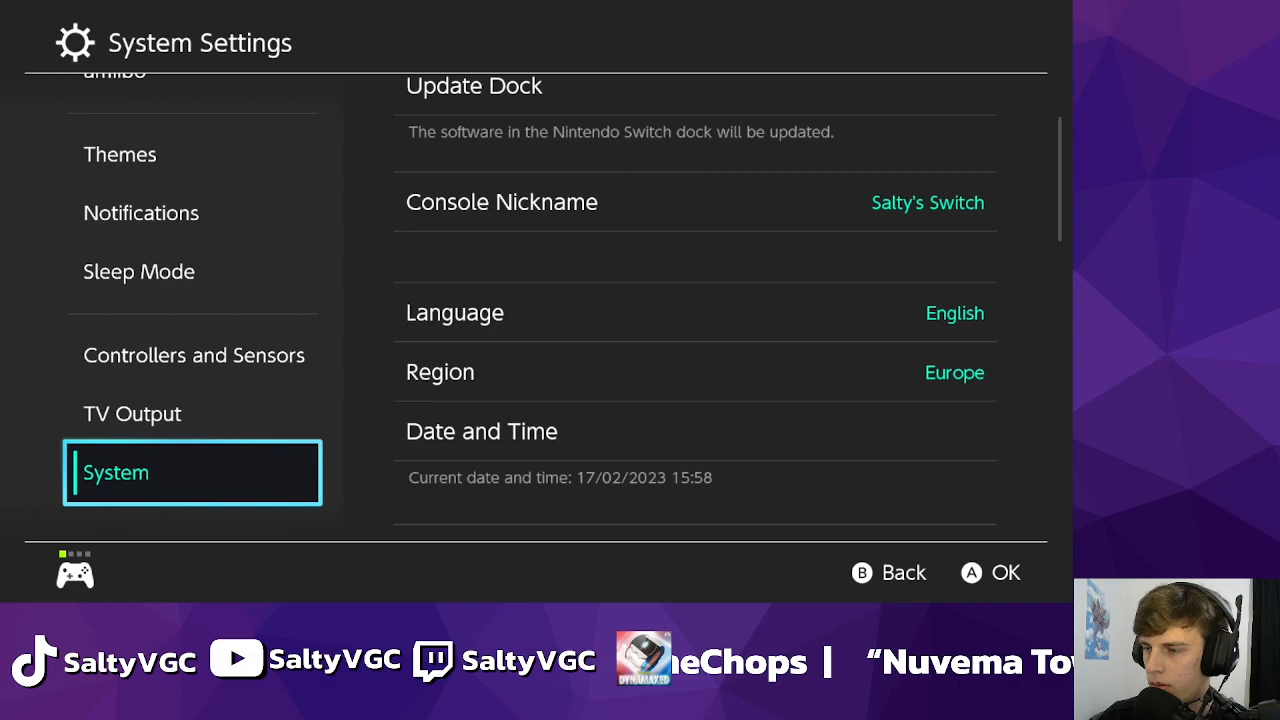 System Settings
amiibo
Themes
Notifications
Sleep Mode
Controllers and Sensors
TV Output
System
Update Dock
The software in the Nintendo Switch dock will be updated.
Console Nickname Salty's Switch
Language English
Region Europe
Date and Time
Current date and time: 17/02/2023 15:58
B Back A OK
SaltyVGC SaltyVGC SaltyVGC DYNAMAXED eChops | “Nuvema To